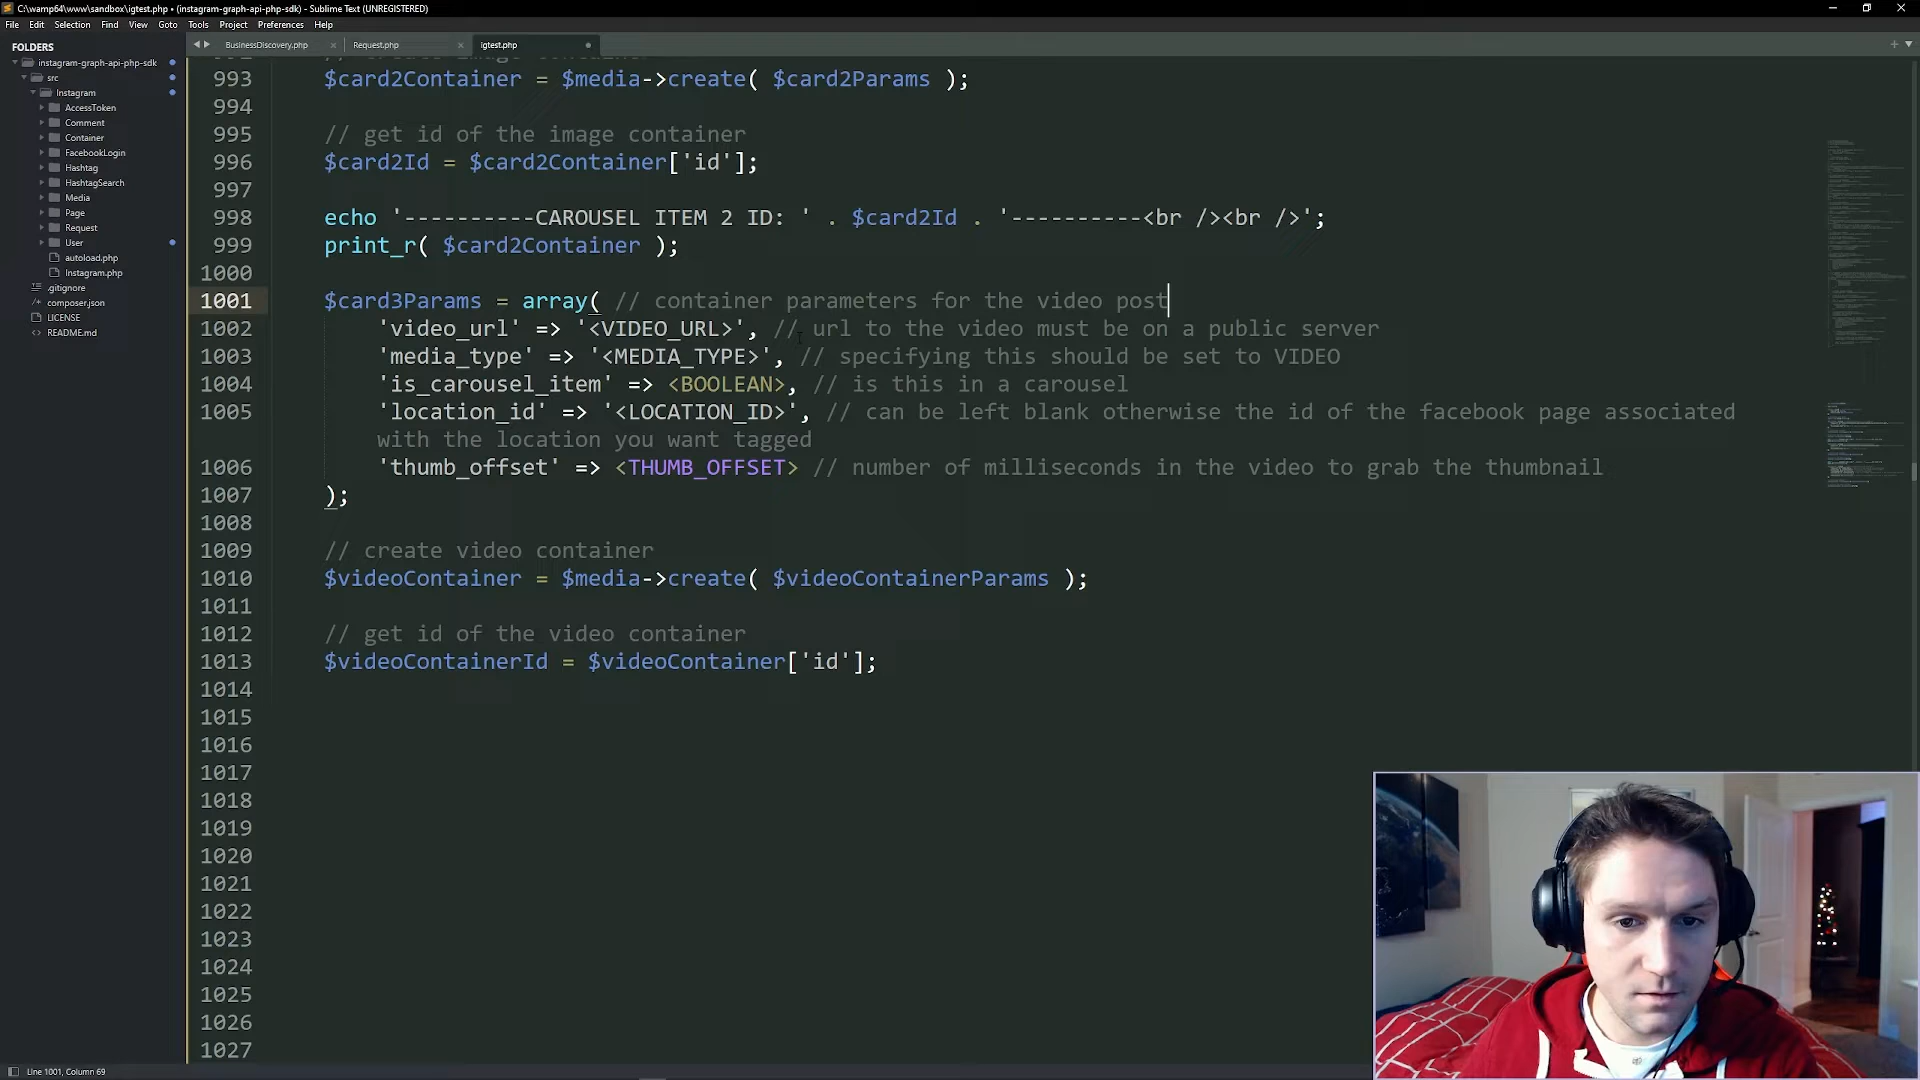 C:\wamp64\www\sandbox\igtest.php • (instagram-graph-api-php-sdk) - Sublime Text (UNREGISTERED)
File Edit Selection Find View Goto Tools Project Preferences Help
FOLDERS
instagram-graph-api-php-sdk
src
Instagram
AccessToken
Comment
Container
FacebookLogin
Hashtag
HashtagSearch
Media
Page
Request
User
autoload.php
Instagram.php
.gitignore
composer.json
LICENSE
README.md
BusinessDiscovery.php
Request.php
igtest.php
993 $card2Container = $media->create( $card2Params );
994
995 // get id of the image container
996 $card2Id = $card2Container['id'];
997
998 echo '----------CAROUSEL ITEM 2 ID: ' . $card2Id . '----------<br /><br />';
999 print_r( $card2Container );
1000
1001 $card3Params = array( // container parameters for the video post
1002 'video_url' => '<VIDEO_URL>', // url to the video must be on a public server
1003 'media_type' => '<MEDIA_TYPE>', // specifying this should be set to VIDEO
1004 'is_carousel_item' => <BOOLEAN>, // is this in a carousel
1005 'location_id' => '<LOCATION_ID>', // can be left blank otherwise the id of the facebook page associated
with the location you want tagged
1006 'thumb_offset' => <THUMB_OFFSET> // number of milliseconds in the video to grab the thumbnail
1007 );
1008
1009 // create video container
1010 $videoContainer = $media->create( $videoContainerParams );
1011
1012 // get id of the video container
1013 $videoContainerId = $videoContainer['id'];
1014
1015
1016
1017
1018
1019
1020
1021
1022
1023
1024
1025
1026
1027
Line 1001, Column 69